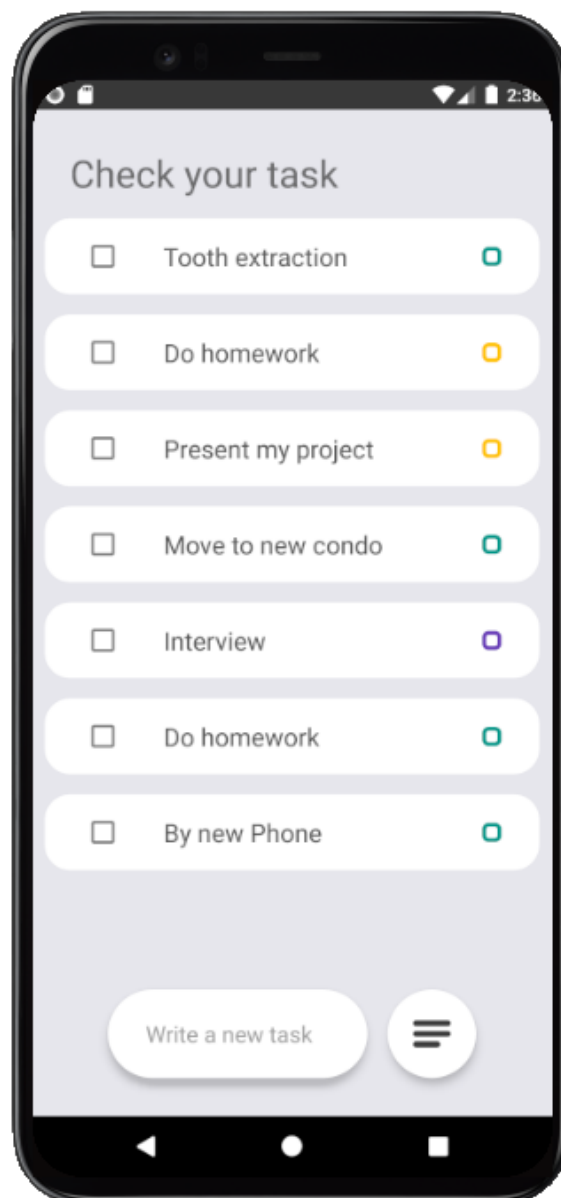 2:36
Check your task
Tooth extraction
Do homework
Present my project
Move to new condo
Interview
Do homework
By new Phone
Write a new task